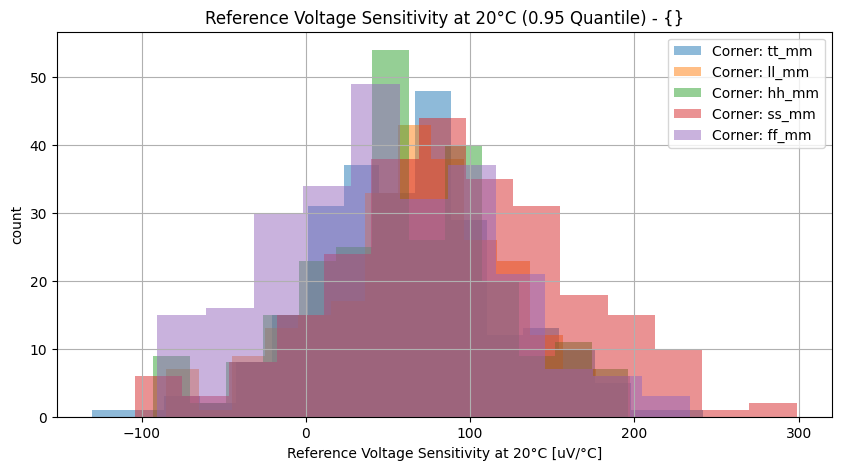 Reference Voltage Sensitivity at 20°C (0.95 Quantile) - {}
Corner: tt_mm
Corner: ll_mm
Corner: hh_mm
Corner: ss_mm
Corner: ff_mm
50
40
30
20
10
0
count
−100
0
100
200
300
Reference Voltage Sensitivity at 20°C [uV/°C]